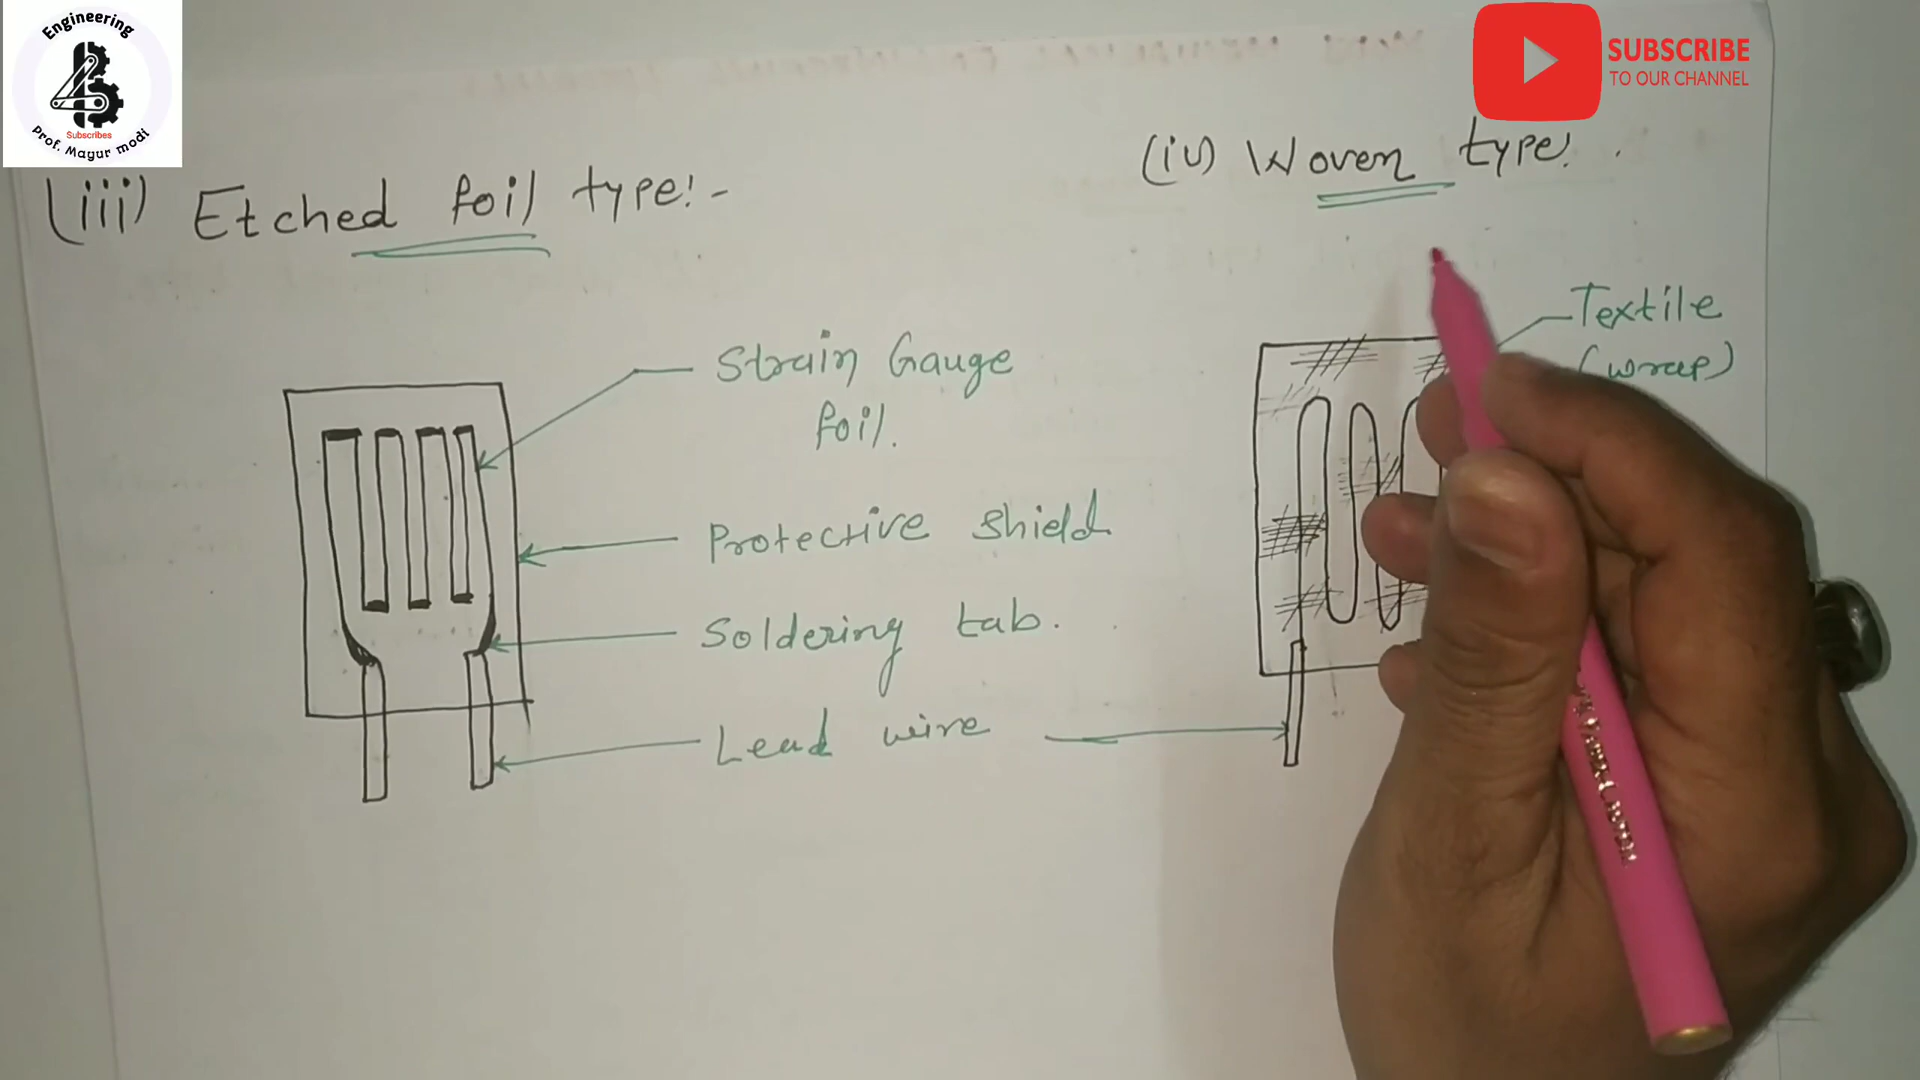 Engineering
Subscribes
Prof. Mayur modi
SUBSCRIBE
TO OUR CHANNEL
(iii) Etched foil type:-
(iv) Woven type:
Strain Gauge
foil.
Protective shield
Soldering tab.
Lead wire
Textile
(wrap)